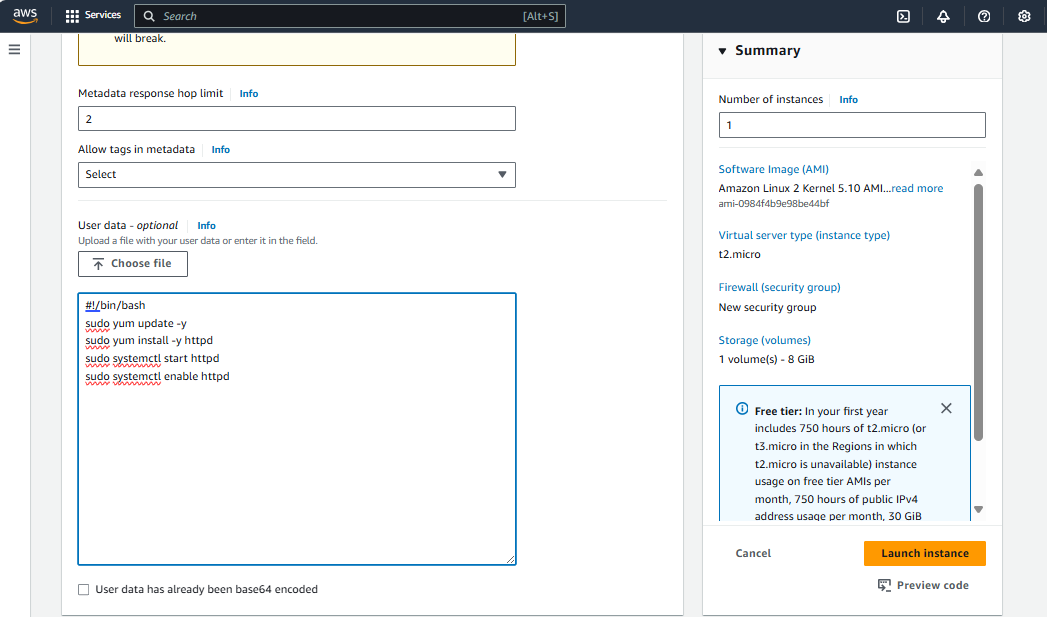 aws
Services
Search
[Alt+S]
will break.
Metadata response hop limit
Info
2
Allow tags in metadata
Info
Select
User data - optional
Info
Upload a file with your user data or enter it in the field.
Choose file
#!/bin/bash
sudo yum update -y
sudo yum install -y httpd
sudo systemctl start httpd
sudo systemctl enable httpd
User data has already been base64 encoded
Summary
Number of instances
Info
1
Software Image (AMI)
Amazon Linux 2 Kernel 5.10 AMI...read more
ami-0984f4b9e98be44bf
Virtual server type (instance type)
t2.micro
Firewall (security group)
New security group
Storage (volumes)
1 volume(s) - 8 GiB
Free tier: In your first year
includes 750 hours of t2.micro (or
t3.micro in the Regions in which
t2.micro is unavailable) instance
usage on free tier AMIs per
month, 750 hours of public IPv4
address usage per month, 30 GiB
Cancel
Launch instance
Preview code